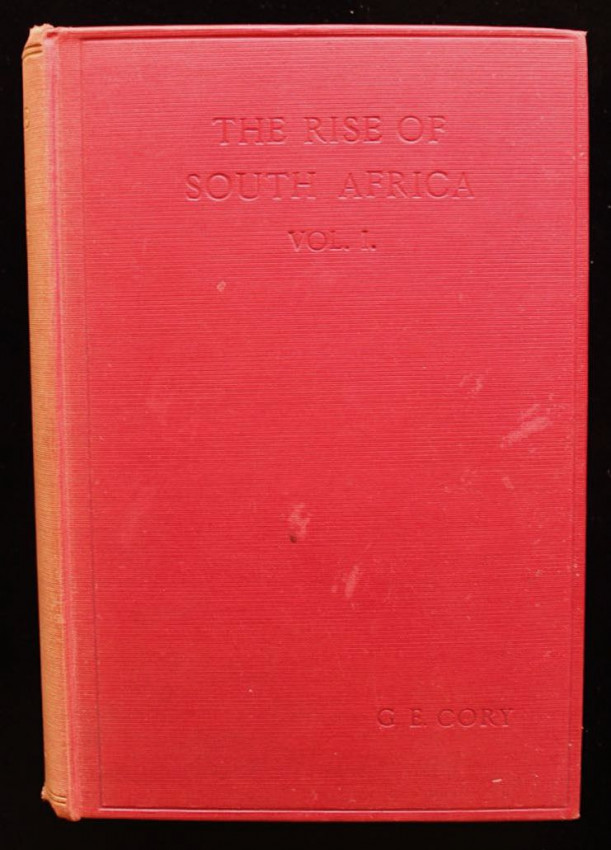 THE RISE OF
SOUTH AFRICA
VOL. I.
G. E. CORY